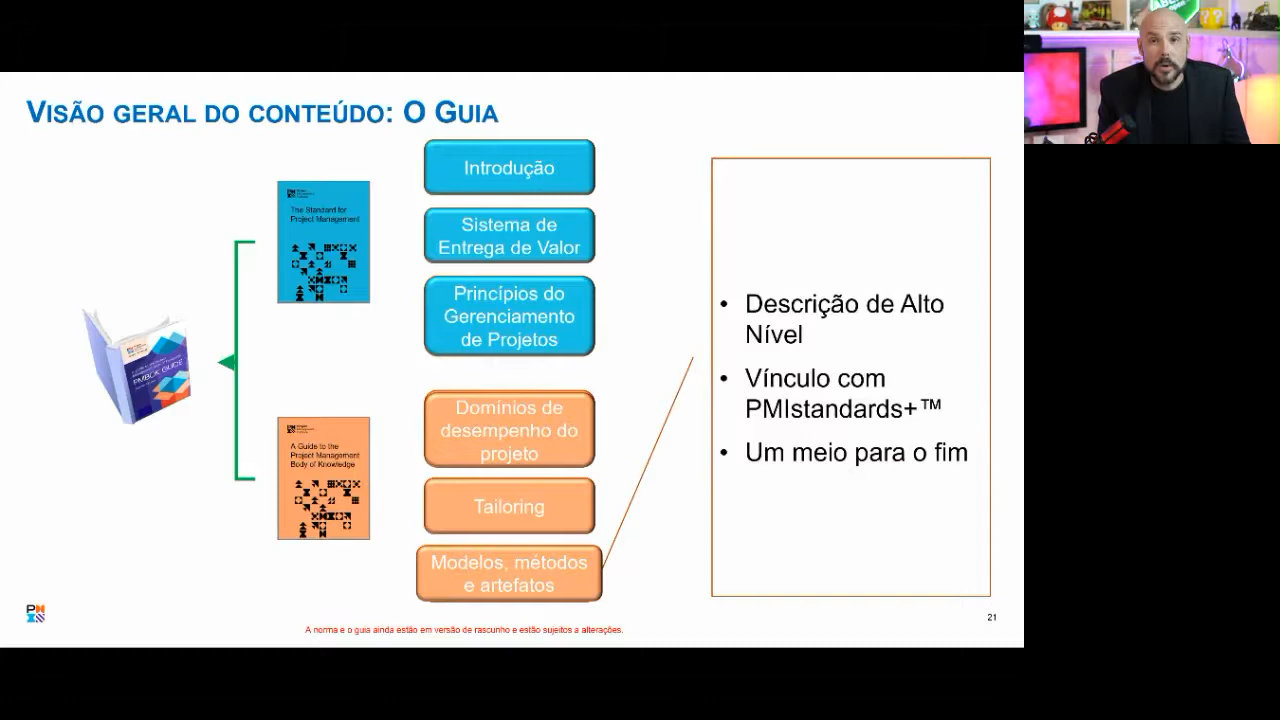 VISÃO GERAL DO CONTEÚDO: O GUIA
The Standard for
Project Management
PMBOK GUIDE
A Guide to the
Project Management
Body of Knowledge
Introdução
Sistema de
Entrega de Valor
Princípios do
Gerenciamento
de Projetos
Domínios de
desempenho do
projeto
Tailoring
Modelos, métodos
e artefatos
• Descrição de Alto
Nível
• Vínculo com
PMIstandards+™
• Um meio para o fim
A norma e o guia ainda estão em versão de rascunho e estão sujeitos a alterações.
21